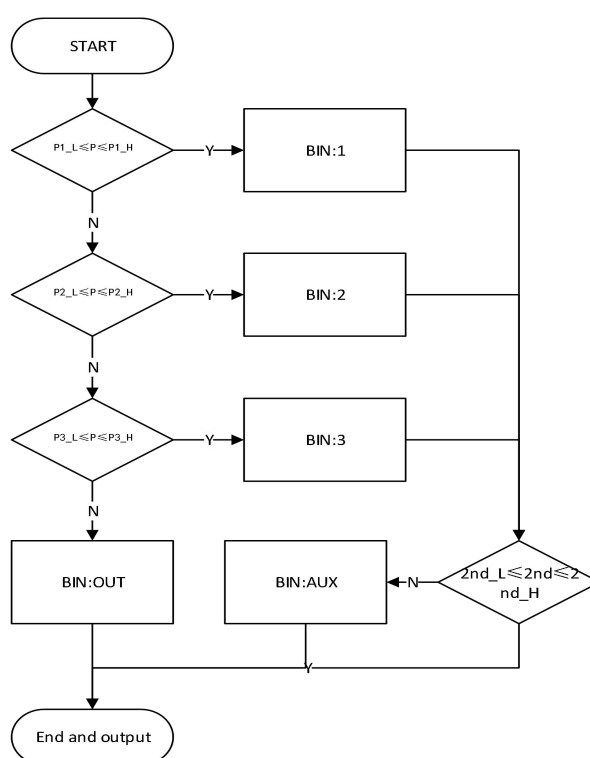 START
P1_L≤P≤P1_H
Y
BIN:1
N
P2_L≤P≤P2_H
Y
BIN:2
N
P3_L≤P≤P3_H
Y
BIN:3
N
BIN:OUT
BIN:AUX
N
2nd_L≤2nd≤2
nd_H
Y
End and output